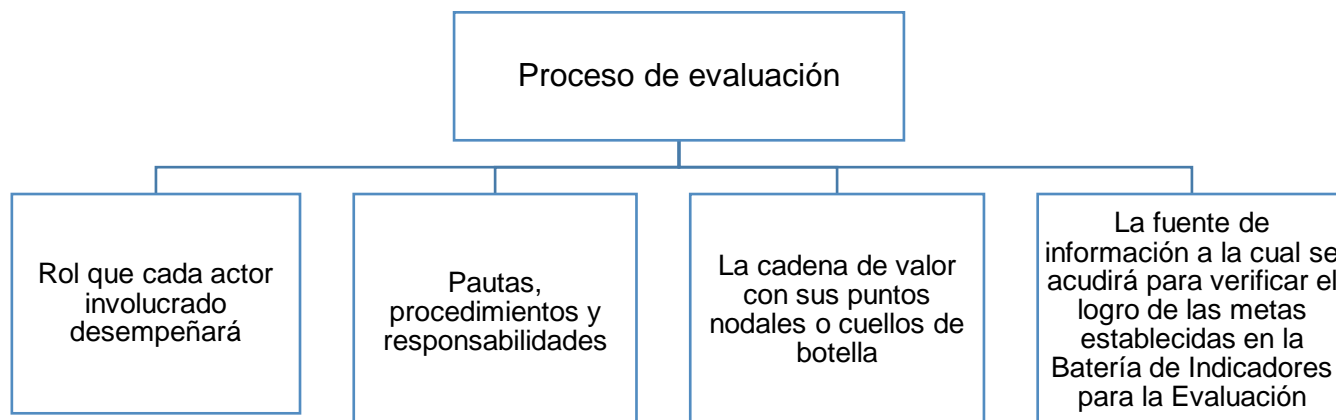 Proceso de evaluación
Rol que cada actor
involucrado
desempeñará
Pautas,
procedimientos y
responsabilidades
La cadena de valor
con sus puntos
nodales o cuellos de
botella
La fuente de
información a la cual se
acudirá para verificar el
logro de las metas
establecidas en la
Batería de Indicadores
para la Evaluación